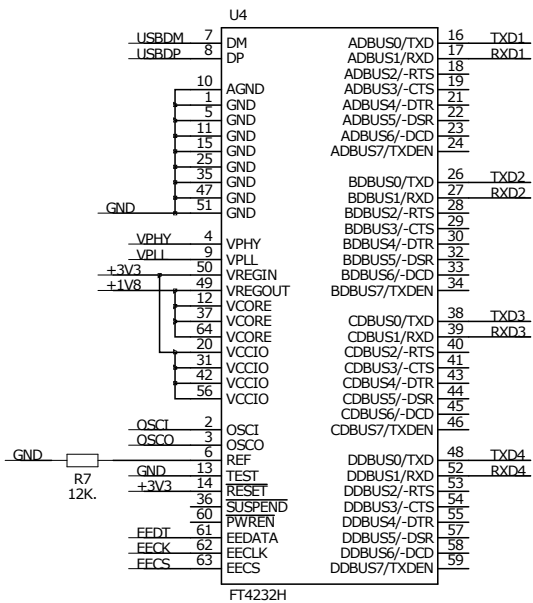 U4
USBDM 7 DM ADBUS0/TXD 16 TXD1
USBDP 8 DP ADBUS1/RXD 17 RXD1
ADBUS2/-RTS 18
10 AGND ADBUS3/-CTS 19
1 GND ADBUS4/-DTR 21
5 GND ADBUS5/-DSR 22
11 GND ADBUS6/-DCD 23
15 GND ADBUS7/TXDEN 24
25 GND
35 GND BDBUS0/TXD 26 TXD2
47 GND BDBUS1/RXD 27 RXD2
GND 51 GND BDBUS2/-RTS 28
BDBUS3/-CTS 29
VPHY 4 VPHY BDBUS4/-DTR 30
VPLL 9 VPLL BDBUS5/-DSR 32
+3V3 50 VREGIN BDBUS6/-DCD 33
+1V8 49 VREGOUT BDBUS7/TXDEN 34
12 VCORE
37 VCORE CDBUS0/TXD 38 TXD3
64 VCORE CDBUS1/RXD 39 RXD3
20 VCCIO CDBUS2/-RTS 40
31 VCCIO CDBUS3/-CTS 41
42 VCCIO CDBUS4/-DTR 43
56 VCCIO CDBUS5/-DSR 44
CDBUS6/-DCD 45
OSCI 2 OSCI CDBUS7/TXDEN 46
OSCO 3 OSCO
GND 6 REF DDBUS0/TXD 48 TXD4
R7 GND 13 TEST DDBUS1/RXD 52 RXD4
12K. +3V3 14 RESET DDBUS2/-RTS 53
36 SUSPEND DDBUS3/-CTS 54
60 PWREN DDBUS4/-DTR 55
EEDT 61 EEDATA DDBUS5/-DSR 57
EECK 62 EECLK DDBUS6/-DCD 58
EECS 63 EECS DDBUS7/TXDEN 59
FT4232H